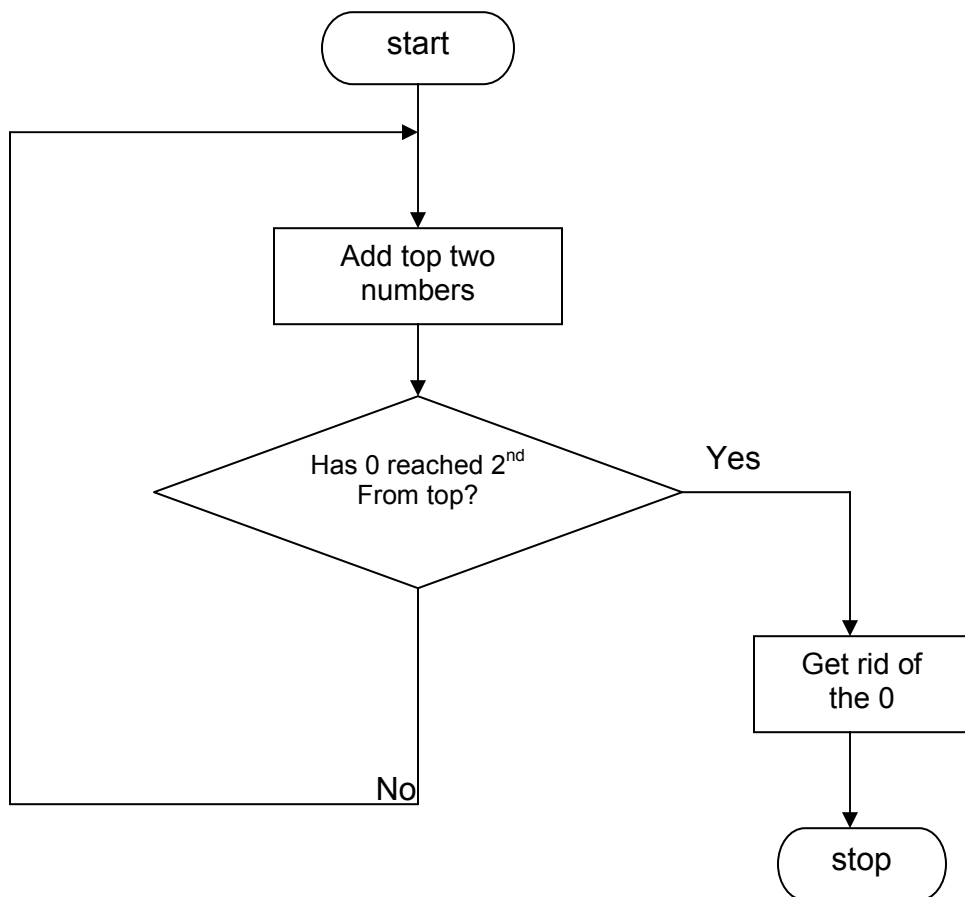 start
Add top two
numbers
Has 0 reached 2nd
From top?
Yes
Get rid of
the 0
No
stop